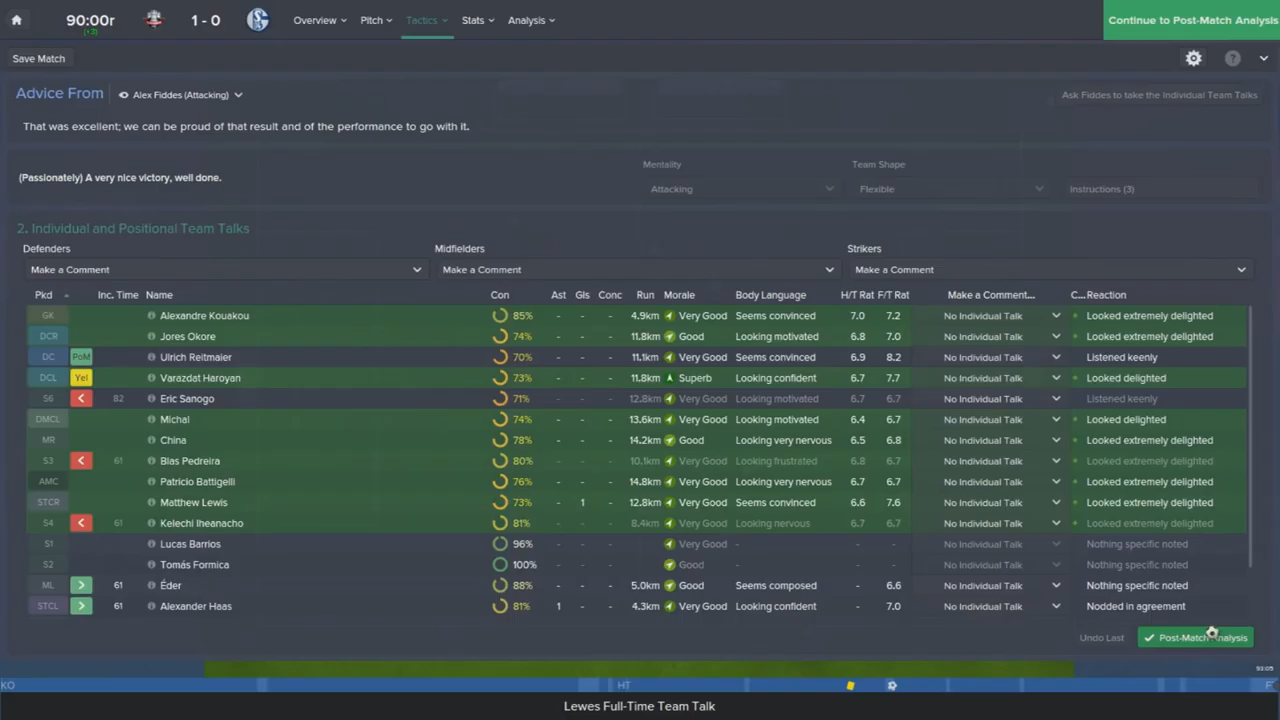 90:00r
(+3)
1 - 0
Overview
Pitch
Tactics
Stats
Analysis
Continue to Post-Match Analysis
Save Match
Advice From
Alex Fiddes (Attacking)
Ask Fiddes to take the Individual Team Talks
That was excellent; we can be proud of that result and of the performance to go with it.
Mentality
Team Shape
(Passionately) A very nice victory, well done.
Attacking
Flexible
Instructions (3)
2. Individual and Positional Team Talks
Defenders
Midfielders
Strikers
Make a Comment
Make a Comment
Make a Comment
Pkd Inc. Time Name Con Ast Gls Conc Run Morale Body Language H/T Rat F/T Rat Make a Comment... C... Reaction
GK Alexandre Kouakou 85% - - - 4.9km Very Good Seems convinced 7.0 7.2 No Individual Talk Looked extremely delighted
DCR Jores Okore 74% - - - 11.8km Good Looking motivated 6.8 7.0 No Individual Talk Looked extremely delighted
DC PoM Ulrich Reitmaier 70% - - - 11.1km Very Good Seems convinced 6.9 8.2 No Individual Talk Listened keenly
DCL Yel Varazdat Haroyan 73% - - - 11.8km Superb Looking confident 6.7 7.7 No Individual Talk Looked delighted
S6 82 Eric Sanogo 71% - - - 12.8km Very Good Looking motivated 6.7 6.7 No Individual Talk Listened keenly
DMCL Michal 74% - - - 13.6km Very Good Looking motivated 6.4 6.7 No Individual Talk Looked delighted
MR China 78% - - - 14.2km Good Looking very nervous 6.5 6.8 No Individual Talk Looked extremely delighted
S3 61 Blas Pedreira 80% - - - 10.1km Very Good Looking frustrated 6.8 6.7 No Individual Talk Looked extremely delighted
AMC Patricio Battigelli 76% - - - 14.8km Very Good Looking very nervous 6.7 6.7 No Individual Talk Looked extremely delighted
STCR Matthew Lewis 73% - 1 - 12.8km Very Good Seems convinced 6.6 7.6 No Individual Talk Looked extremely delighted
S4 61 Kelechi Iheanacho 81% - - - 8.4km Very Good Looking nervous 6.7 6.7 No Individual Talk Looked extremely delighted
S1 Lucas Barrios 96% Very Good - - - No Individual Talk Nothing specific noted
S2 Tomás Formica 100% Good - - - No Individual Talk Nothing specific noted
ML 61 Éder 88% - - - 5.0km Good Seems composed - 6.6 No Individual Talk Nothing specific noted
STCL 61 Alexander Haas 81% 1 - - 4.3km Very Good Looking confident - 7.0 No Individual Talk Nodded in agreement
Undo Last
Post-Match Analysis
93:05
KO
HT
F
Lewes Full-Time Team Talk